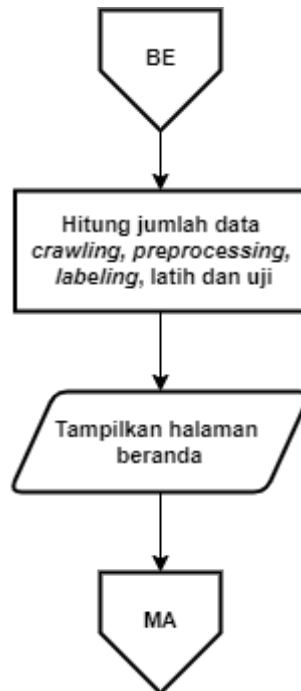 BE
Hitung jumlah data
crawling, preprocessing,
labeling, latih dan uji
Tampilkan halaman
beranda
MA